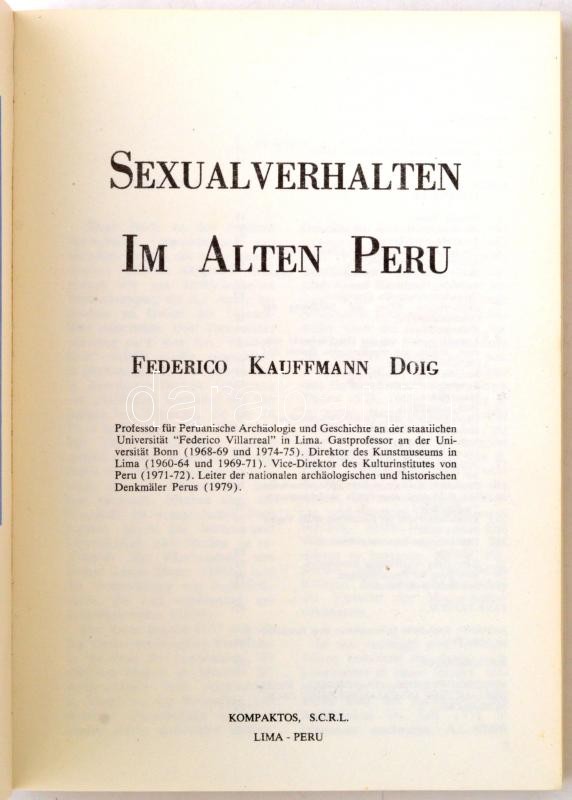 SEXUALVERHALTEN
IM ALTEN PERU
FEDERICO KAUFFMANN DOIG
Professor für Peruanische Archäologie und Geschichte an der staatlichen
Universität "Federico Villarreal" in Lima. Gastprofessor an der Uni-
versität Bonn (1968-69 und 1974-75). Direktor des Kunstmuseums in
Lima (1960-64 und 1969-71). Vice-Direktor des Kulturinstitutes von
Peru (1971-72). Leiter der nationalen archäologischen und historischen
Denkmäler Perus (1979).
KOMPAKTOS, S.C.R.L.
LIMA - PERU